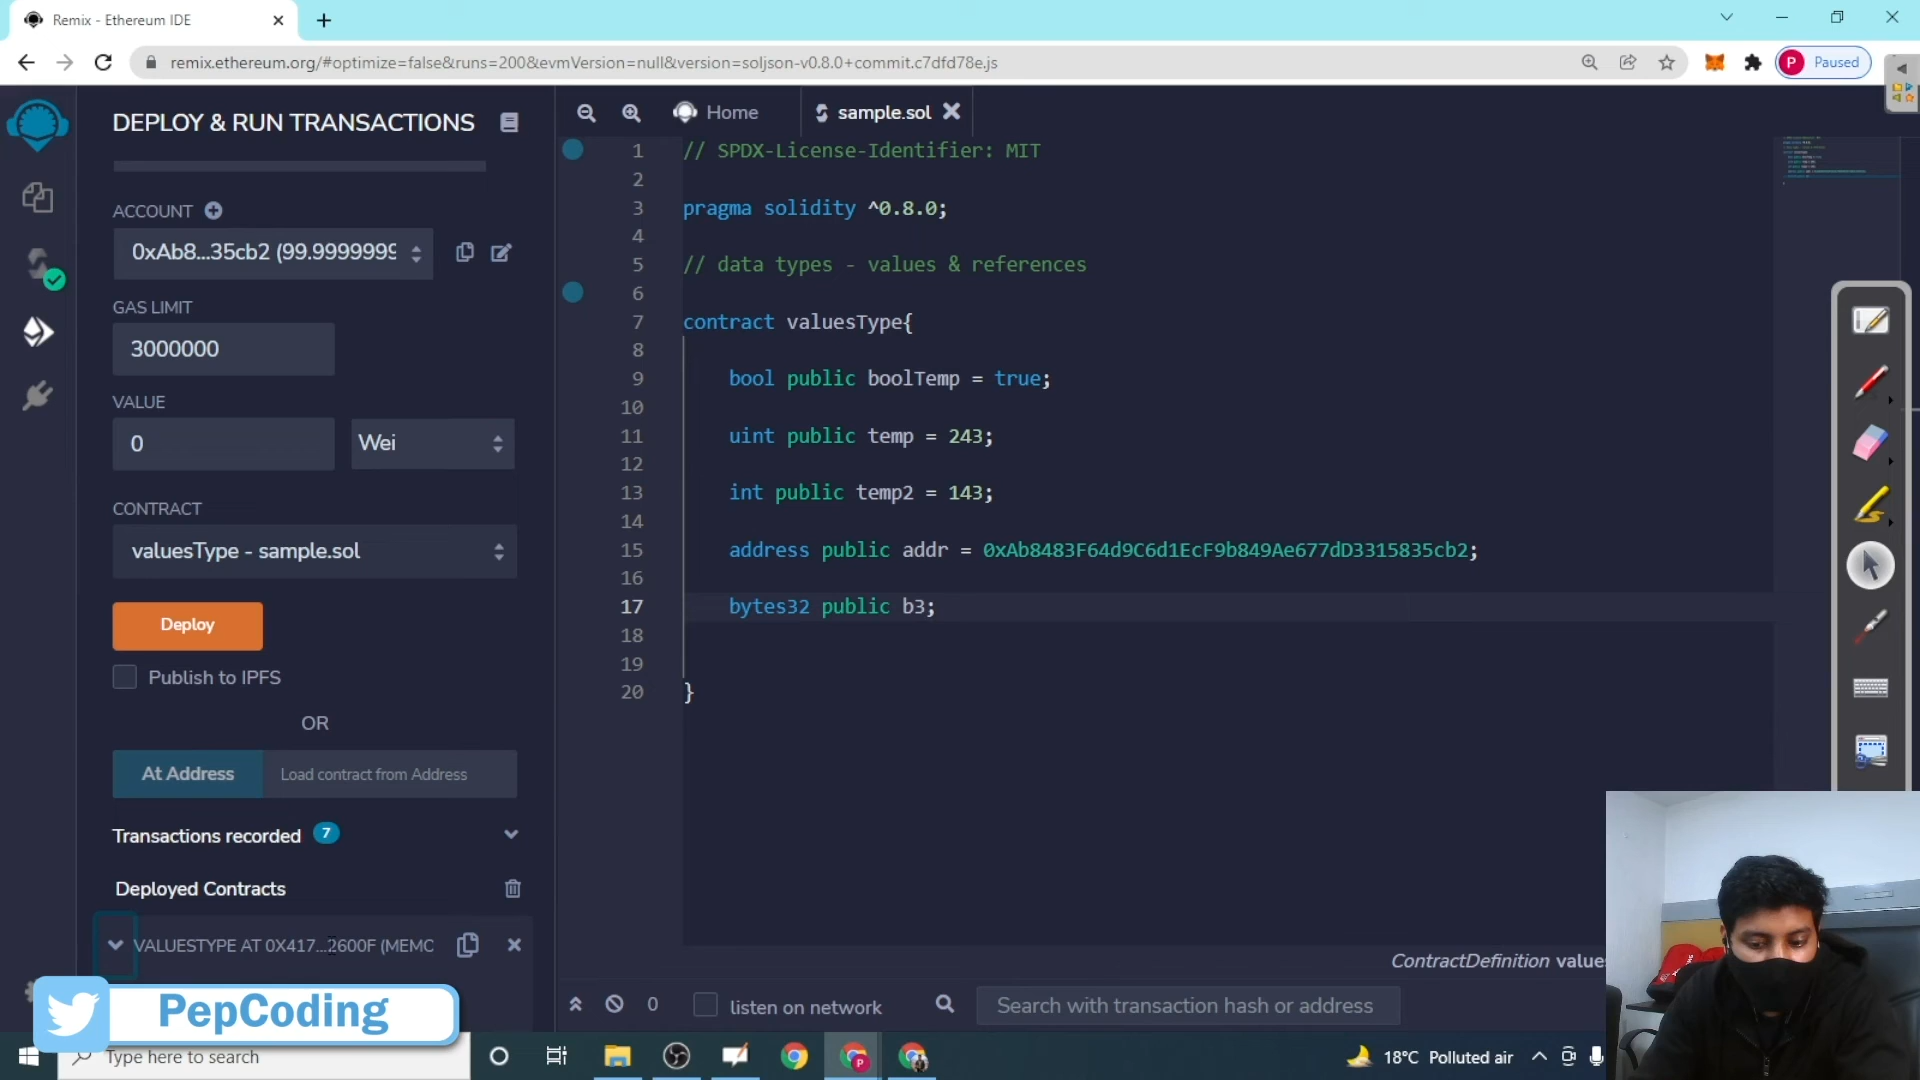 Remix - Ethereum IDE
remix.ethereum.org/#optimize=false&runs=200&evmVersion=null&version=soljson-v0.8.0+commit.c7dfd78e.js
P Paused
DEPLOY & RUN TRANSACTIONS
Home
sample.sol
ACCOUNT
0xAb8...35cb2 (99.9999999
GAS LIMIT
3000000
VALUE
0
Wei
CONTRACT
valuesType - sample.sol
Deploy
Publish to IPFS
OR
At Address
Load contract from Address
Transactions recorded 7
Deployed Contracts
VALUESTYPE AT 0X417...2600F (MEMC
1 // SPDX-License-Identifier: MIT
2
3 pragma solidity ^0.8.0;
4
5 // data types - values & references
6
7 contract valuesType{
8
9 bool public boolTemp = true;
10
11 uint public temp = 243;
12
13 int public temp2 = 143;
14
15 address public addr = 0xAb8483F64d9C6d1EcF9b849Ae677dD3315835cb2;
16
17 bytes32 public b3;
18
19
20 }
ContractDefinition values
0
listen on network
Search with transaction hash or address
PepCoding
Type here to search
18°C Polluted air